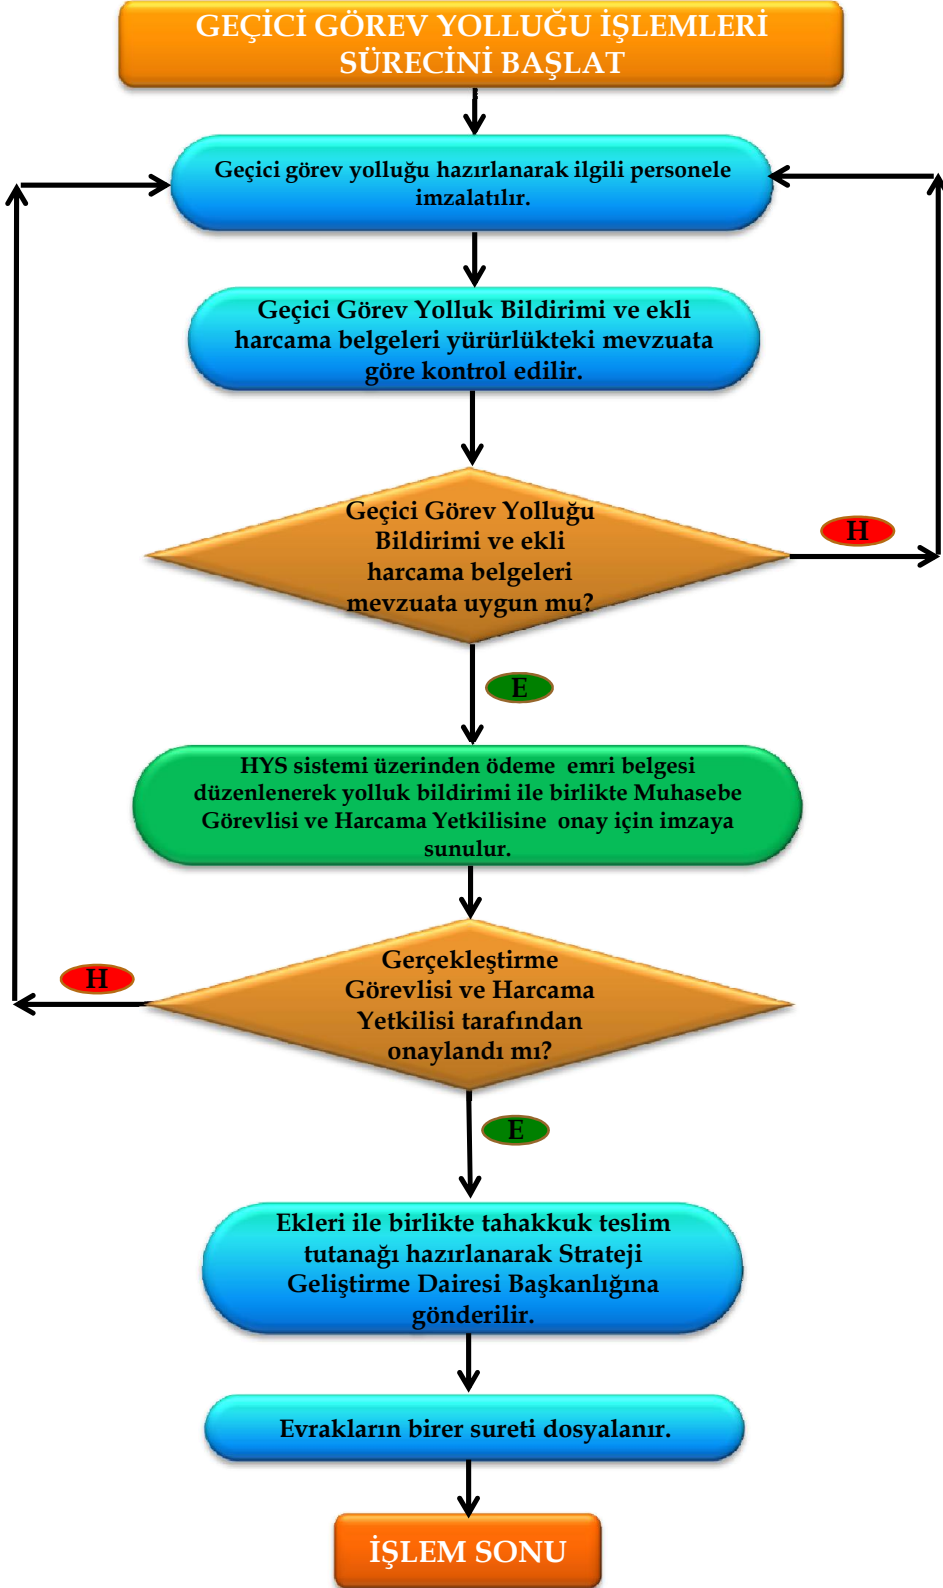 GEÇİCİ GÖREV YOLLUĞU İŞLEMLERİ
SÜRECİNİ BAŞLAT
Geçici görev yolluğu hazırlanarak ilgili personele
imzalatılır.
Geçici Görev Yolluk Bildirimi ve ekli
harcama belgeleri yürürlükteki mevzuata
göre kontrol edilir.
Geçici Görev Yolluğu
Bildirimi ve ekli
harcama belgeleri
mevzuata uygun mu?
H
E
HYS sistemi üzerinden ödeme  emri belgesi
düzenlenerek yolluk bildirimi ile birlikte Muhasebe
Görevlisi ve Harcama Yetkilisine  onay için imzaya
sunulur.
Gerçekleştirme
Görevlisi ve Harcama
Yetkilisi tarafından
onaylandı mı?
H
E
Ekleri ile birlikte tahakkuk teslim
tutanağı hazırlanarak Strateji
Geliştirme Dairesi Başkanlığına
gönderilir.
Evrakların birer sureti dosyalanır.
İŞLEM SONU